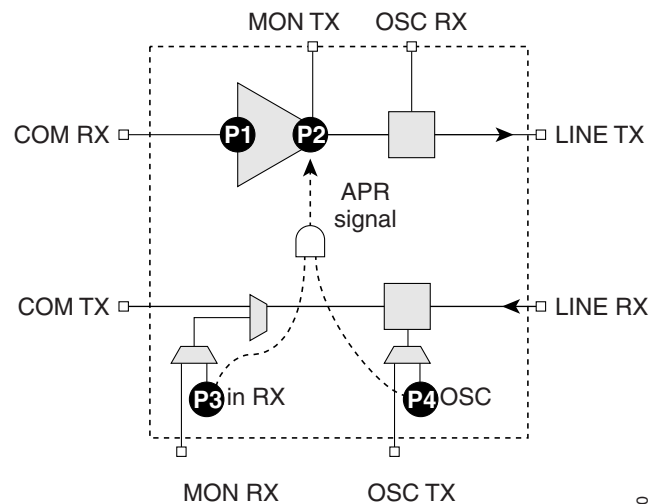 MON TX OSC RX
COM RX P1 P2 LINE TX
APR
signal
COM TX LINE RX
P3 in RX P4 OSC
MON RX OSC TX
0